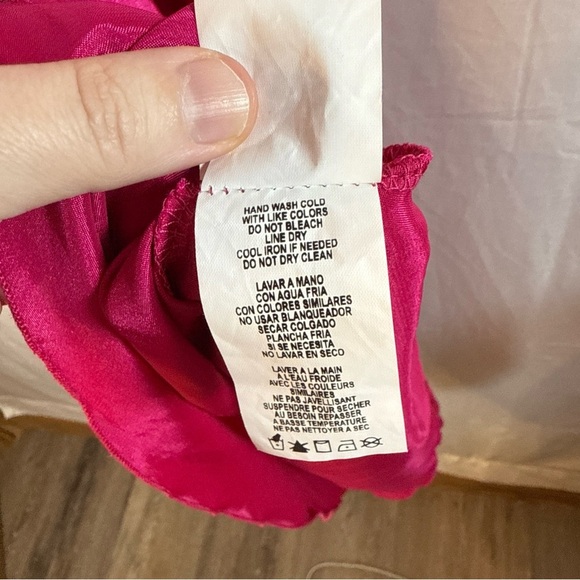 HAND WASH COLD
WITH LIKE COLORS
DO NOT BLEACH
LINE DRY
COOL IRON IF NEEDED
DO NOT DRY CLEAN
LAVAR A MANO
CON AGUA FRIA
CON COLORES SIMILARES
NO USAR BLANQUEADOR
SECAR COLGADO
PLANCHA FRIA
SI SE NECESITA
NO LAVAR EN SECO
LAVER A LA MAIN
A L'EAU FROIDE
AVEC LES COULEURS
SIMILAIRES
NE PAS JAVELLISANT
SUSPENDRE POUR SECHER
AU BESOIN REPASSER
A BASSE TEMPERATURE
NE PAS NETTOYER A SEC